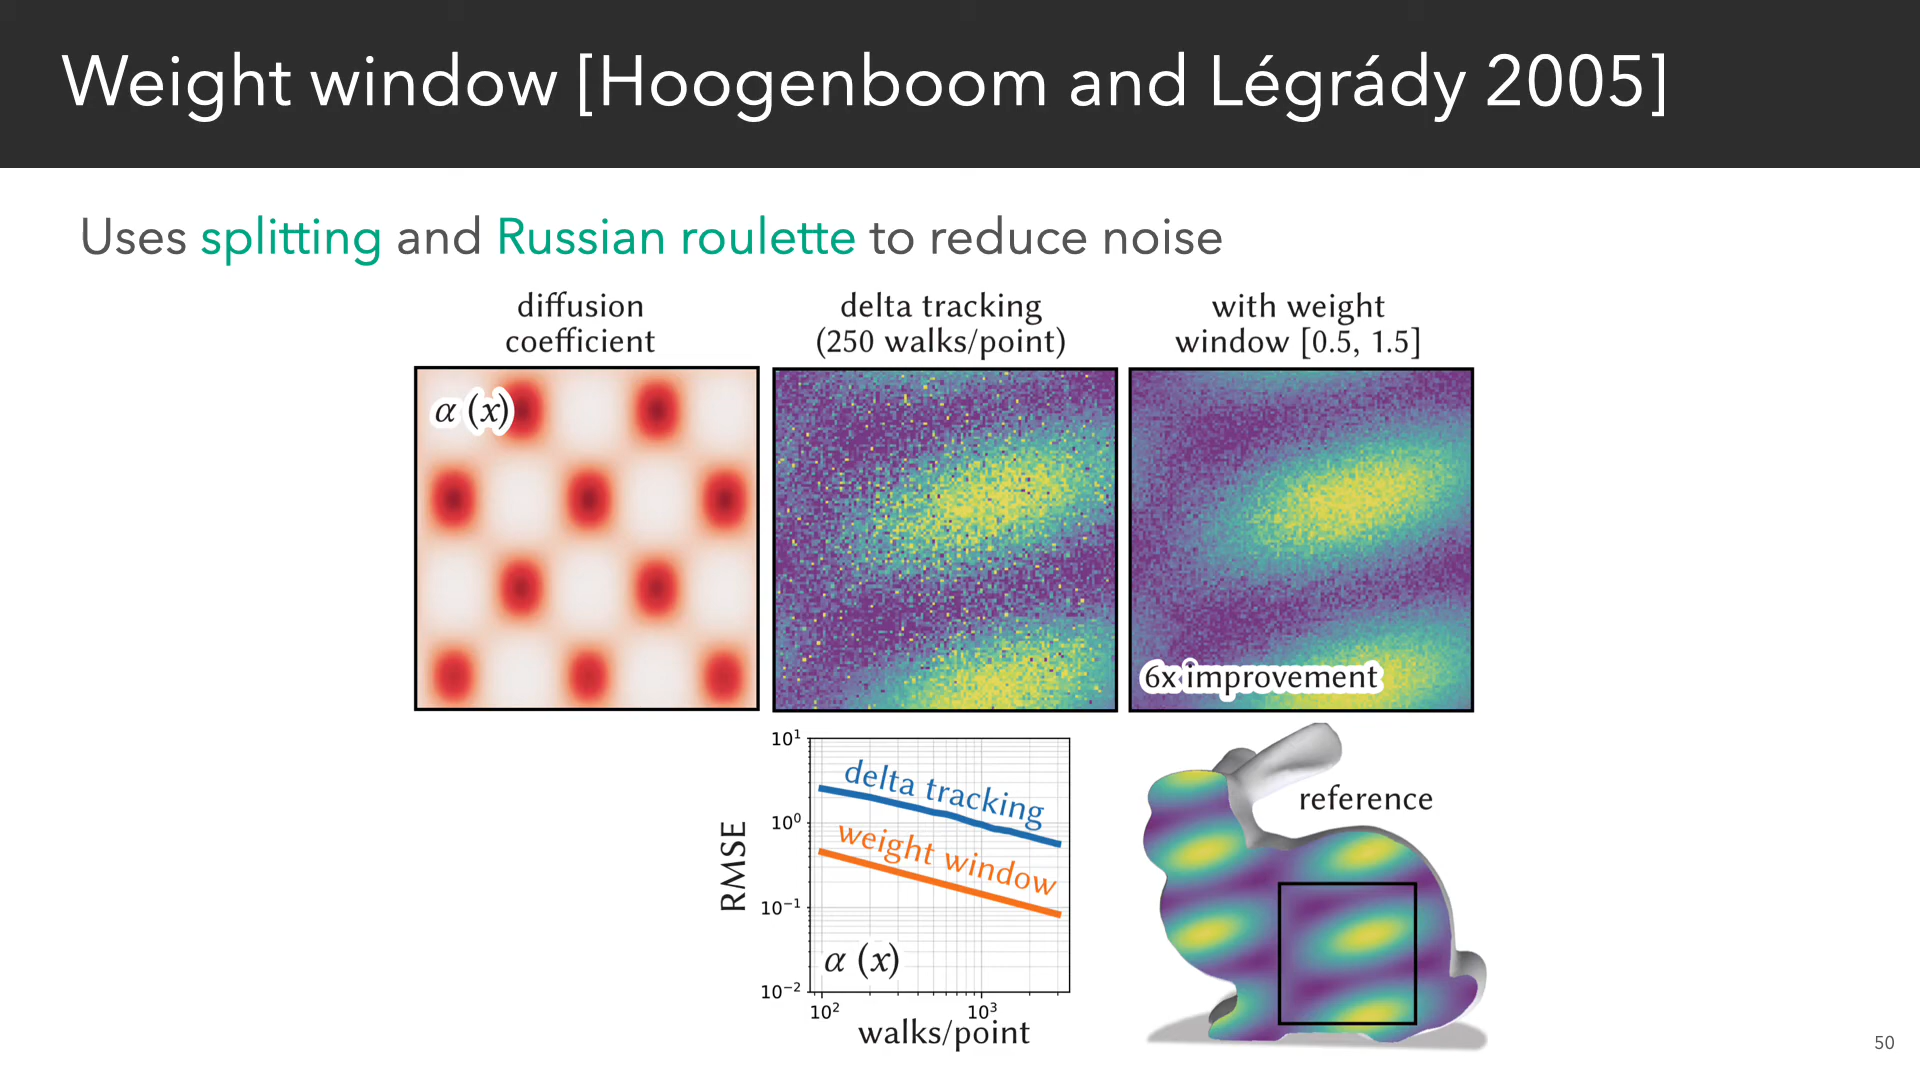 Weight window [Hoogenboom and Légrády 2005]
Uses splitting and Russian roulette to reduce noise
diffusion
coefficient
delta tracking
(250 walks/point)
with weight
window [0.5, 1.5]
α (x)
6x improvement
10¹
10⁰
10⁻¹
10⁻²
RMSE
delta tracking
weight window
α (x)
10²
10³
walks/point
reference
50